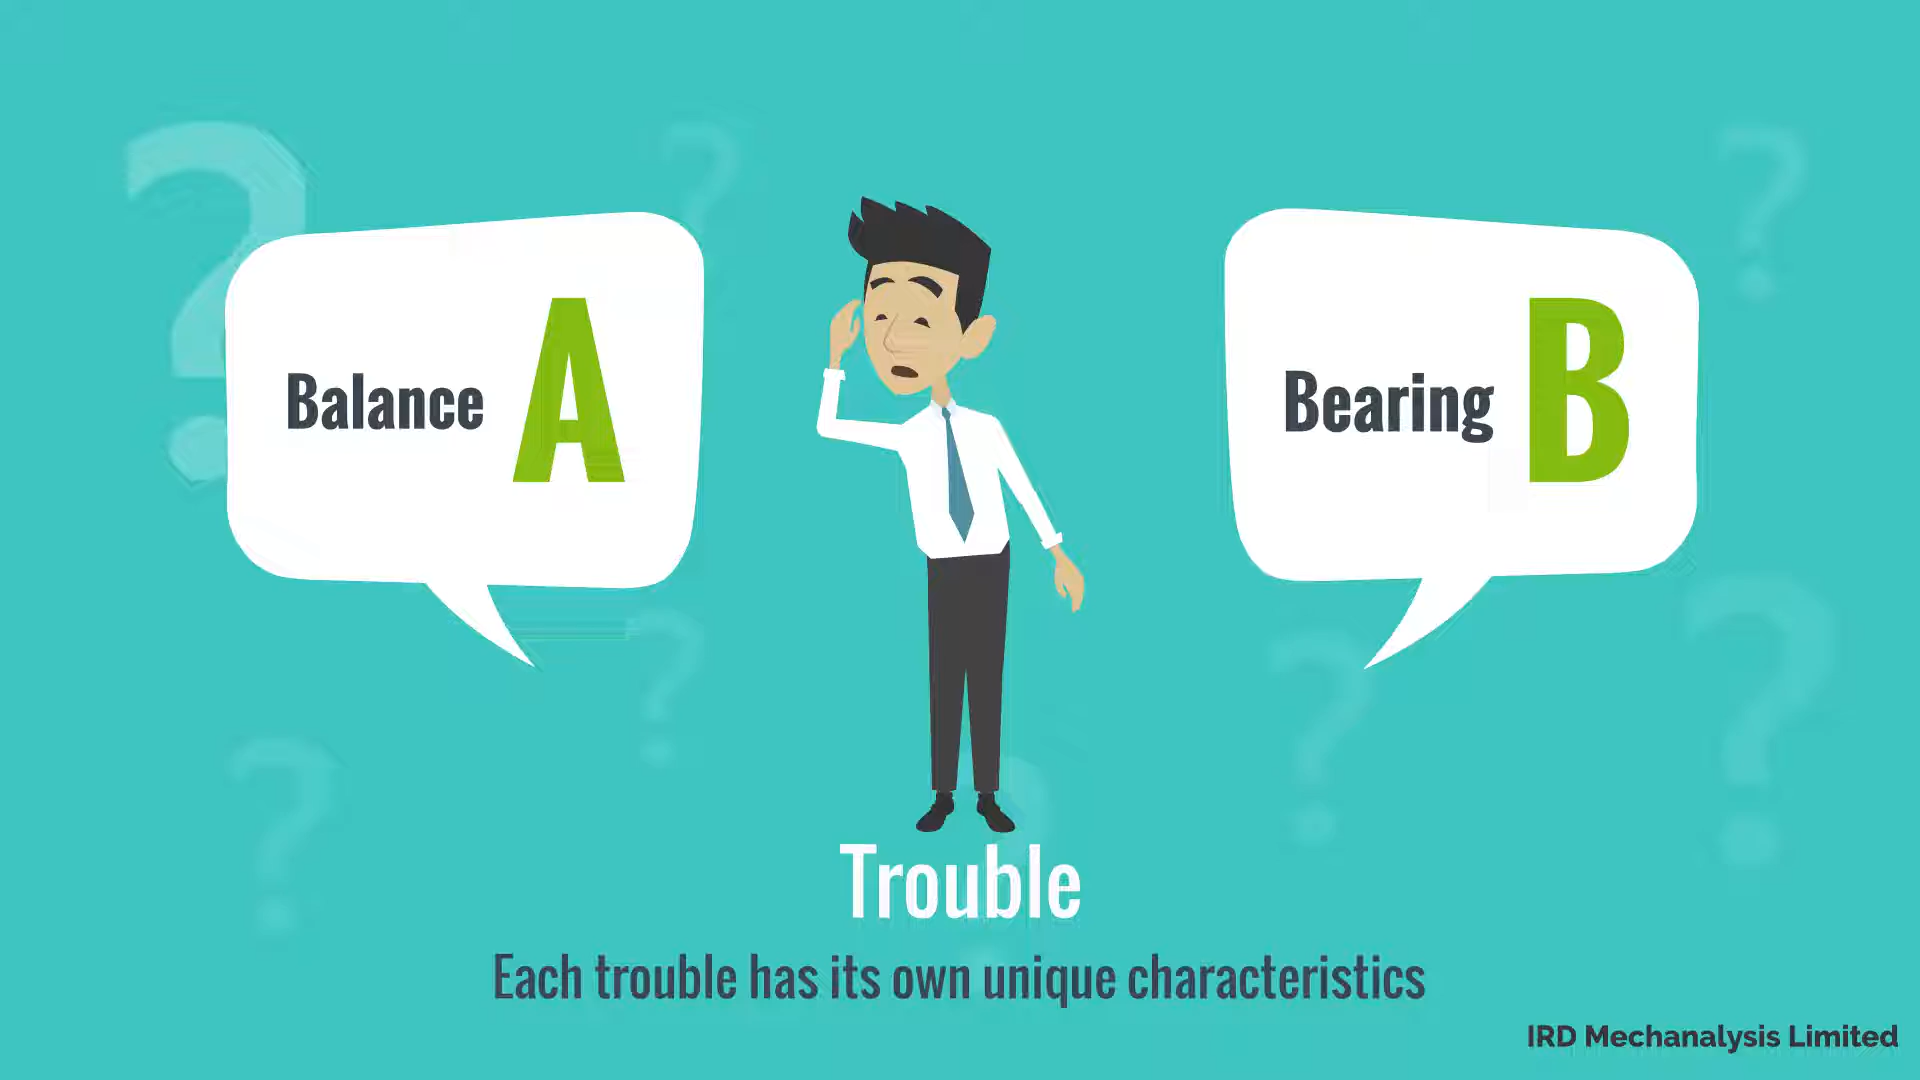 Balance A
Bearing B
Trouble
Each trouble has its own unique characteristics
IRD Mechanalysis Limited